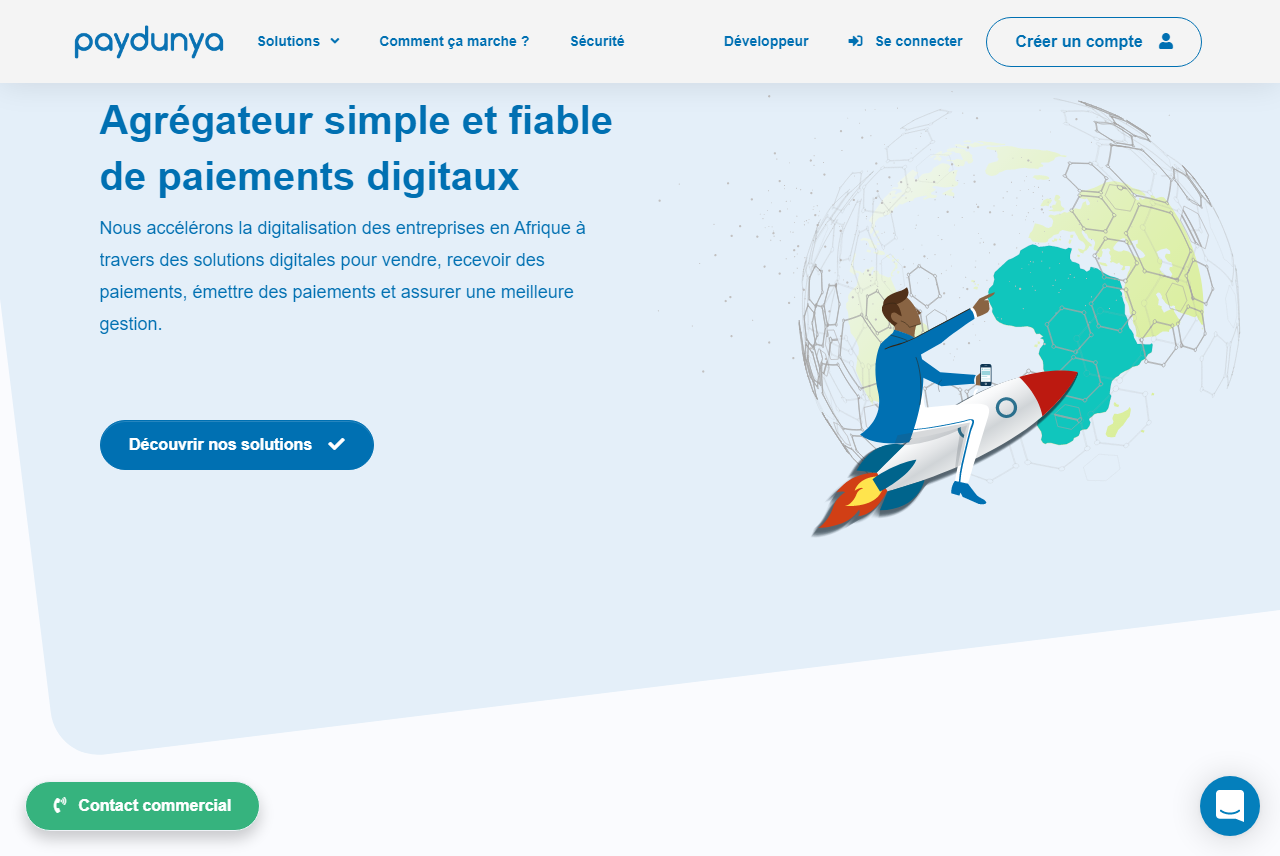 paydunya
Solutions
Comment ça marche ?
Sécurité
Développeur
Se connecter
Créer un compte
Agrégateur simple et fiable
de paiements digitaux
Nous accélérons la digitalisation des entreprises en Afrique à
travers des solutions digitales pour vendre, recevoir des
paiements, émettre des paiements et assurer une meilleure
gestion.
Découvrir nos solutions
Contact commercial